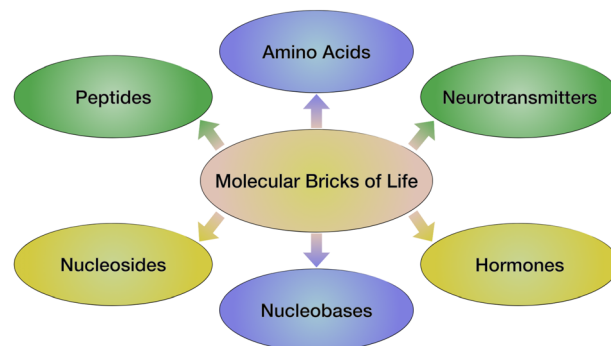 Amino Acids
Peptides
Neurotransmitters
Molecular Bricks of Life
Nucleosides
Hormones
Nucleobases